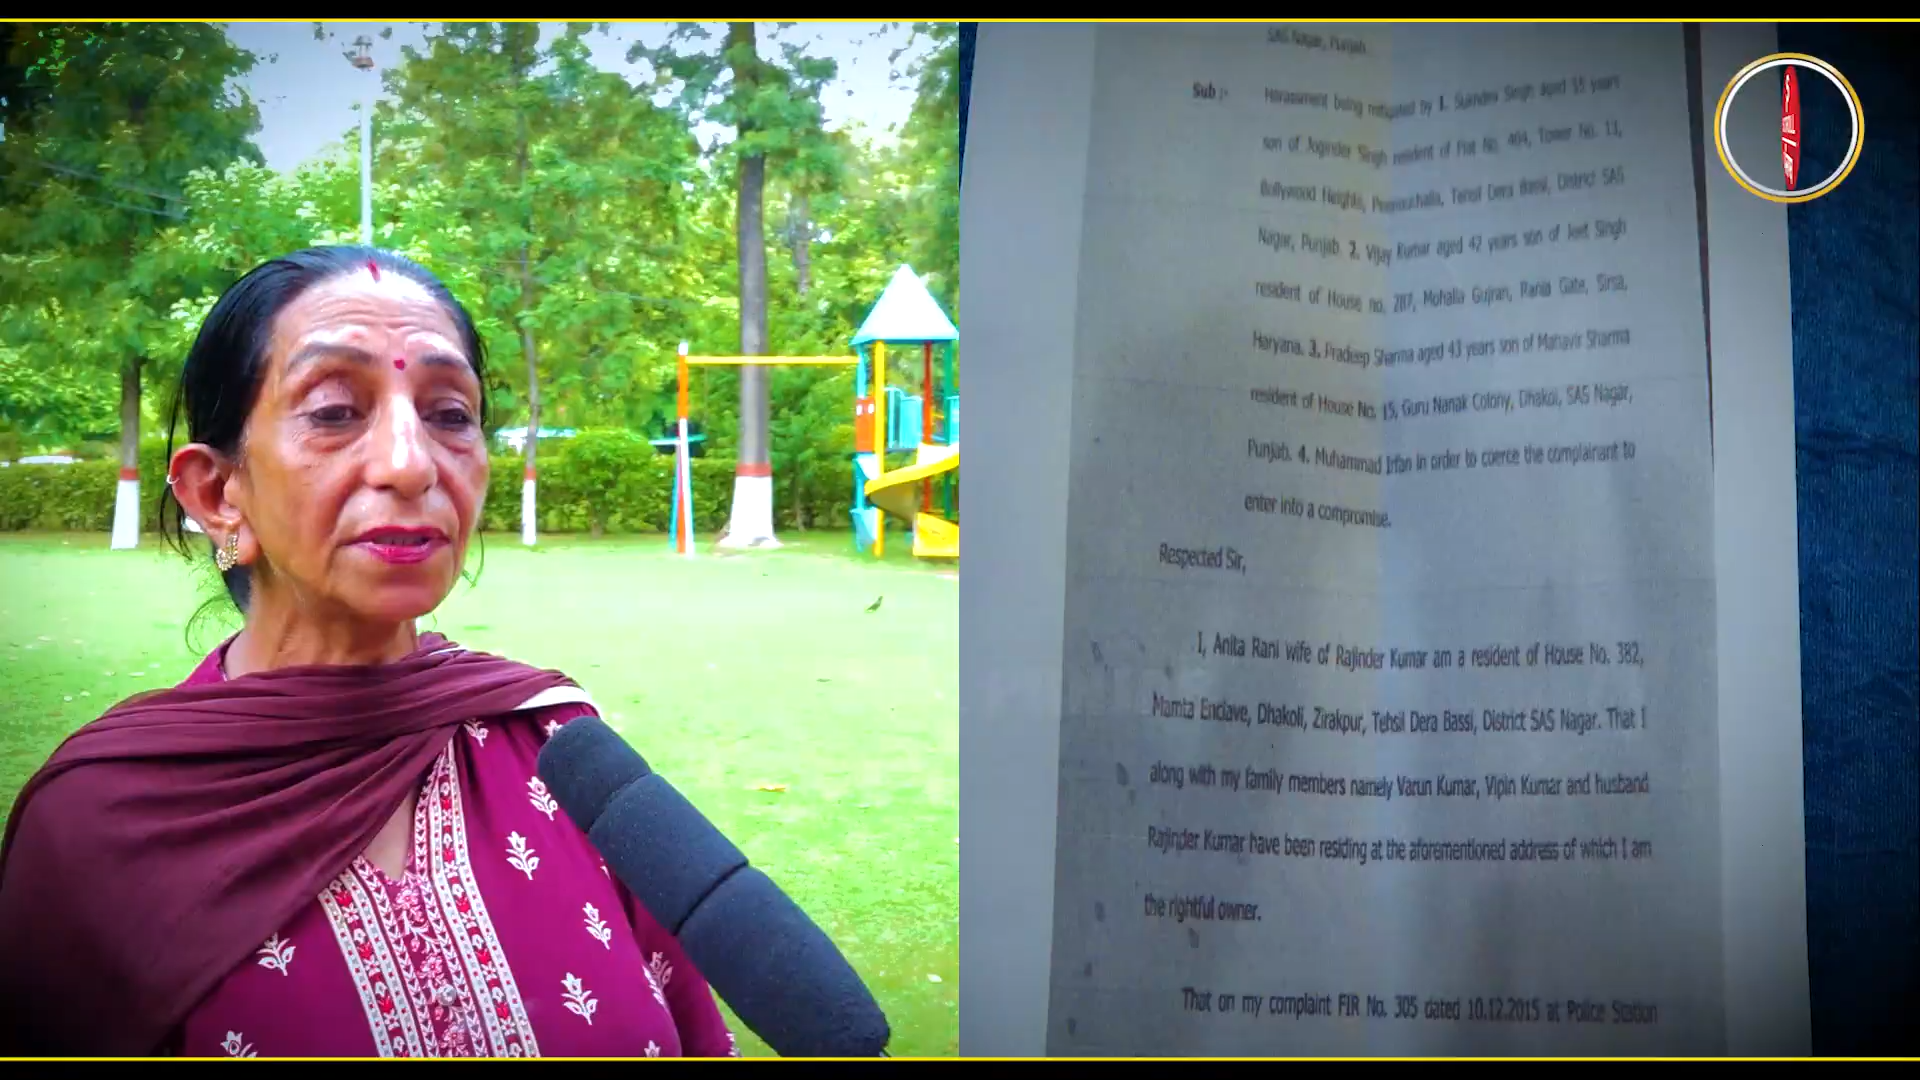 SAS Nagar, Punjab
Sub :- Harassment being by 1. Sukhdev Singh aged 55 years
son of Joginder Singh resident of Flat No. 404, Tower No. 13,
Bollywood Heights, Peermuchalla, Tehsil Dera Bassi, District SAS
Nagar, Punjab. 2. Vijay Kumar aged 42 years son of Jeet Singh
resident of House no. 287, Mohalla Gujran, Rania Gate, Sirsa,
Haryana. 3. Pradeep Sharma aged 43 years son of Mahavir Sharma
resident of House No. 15, Guru Nanak Colony, Dhakoli, SAS Nagar,
Punjab. 4. Muhammad Irfan in order to coerce the complainant to
enter into a compromise.
Respected Sir,
I, Anita Rani wife of Rajinder Kumar am a resident of House No. 382,
Mamta Enclave, Dhakoli, Zirakpur, Tehsil Dera Bassi, District SAS Nagar. That I
along with my family members namely Varun Kumar, Vipin Kumar and husband
Rajinder Kumar have been residing at the aforementioned address of which I am
the rightful owner.
That on my complaint FIR No. 305 dated 10.12.2015 at Police Station